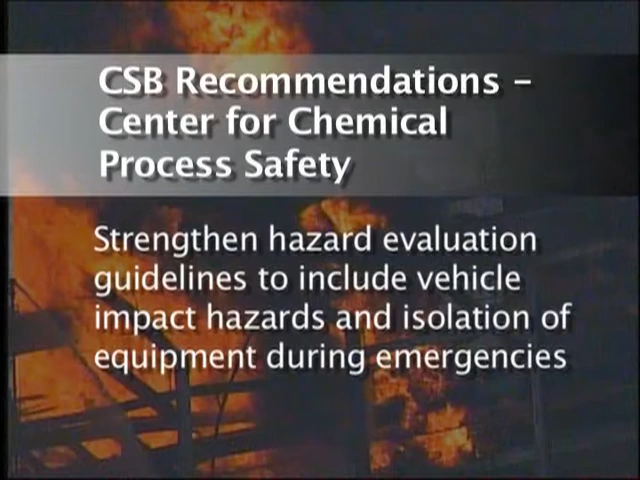 CSB Recommendations –
Center for Chemical
Process Safety
Strengthen hazard evaluation
guidelines to include vehicle
impact hazards and isolation of
equipment during emergencies